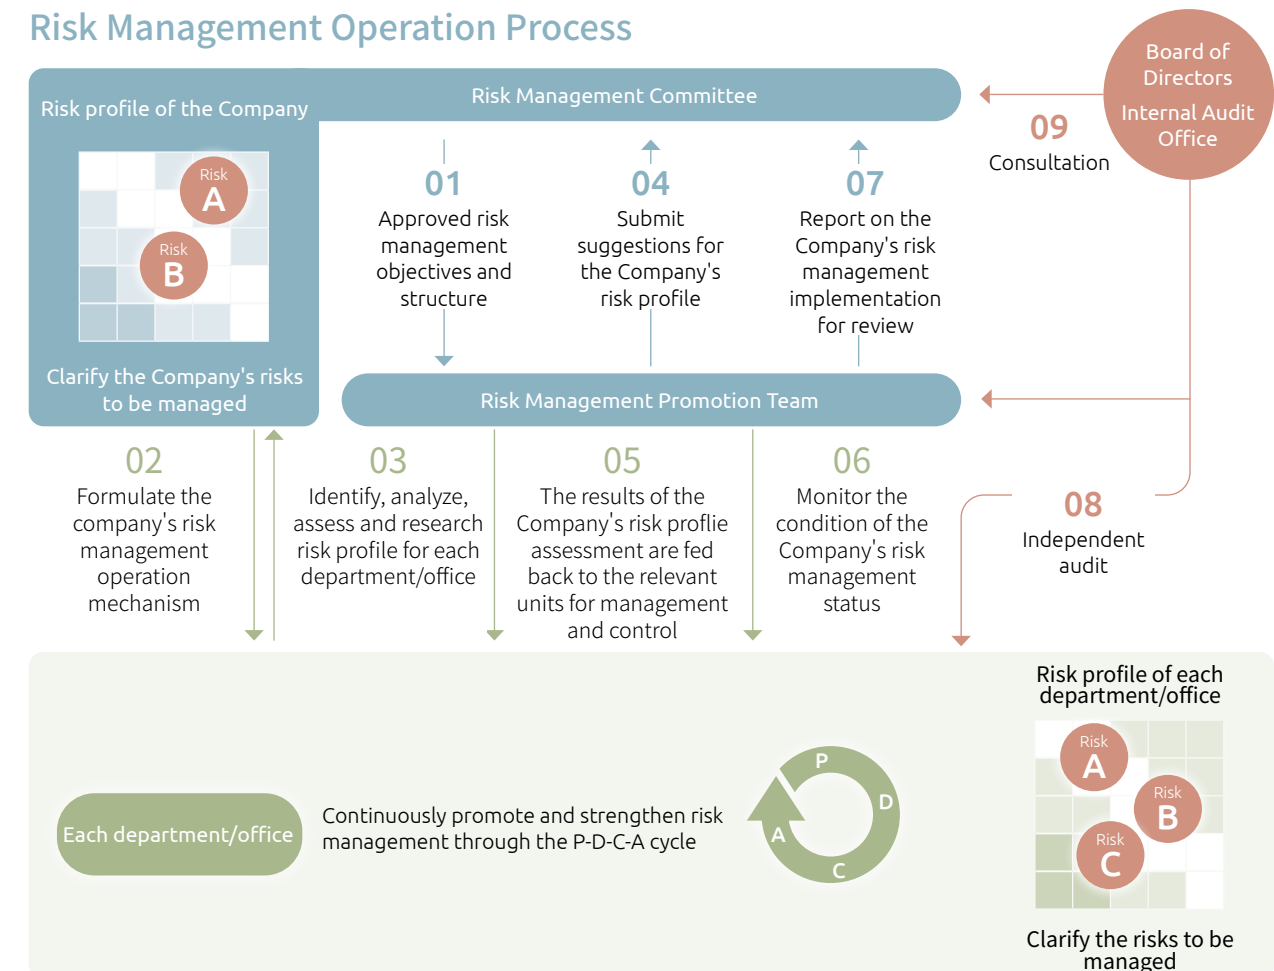 Risk Management Operation Process
Board of
Directors
Internal Audit
Office
Risk profile of the Company
Risk
A
Risk
B
Clarify the Company's risks
to be managed
Risk Management Committee
09
Consultation
01
Approved risk
management
objectives and
structure
04
Submit
suggestions for
the Company's
risk profile
07
Report on the
Company's risk
management
implementation
for review
Risk Management Promotion Team
02
Formulate the
company's risk
management
operation
mechanism
03
Identify, analyze,
assess and research
risk profile for each
department/office
05
The results of the
Company's risk proflie
assessment are fed
back to the relevant
units for management
and control
06
Monitor the
condition of the
Company's risk
management
status
08
Independent
audit
Each department/office
Continuously promote and strengthen risk
management through the P-D-C-A cycle
P
D
C
A
Risk profile of each
department/office
Risk
A
Risk
B
Risk
C
Clarify the risks to be
managed